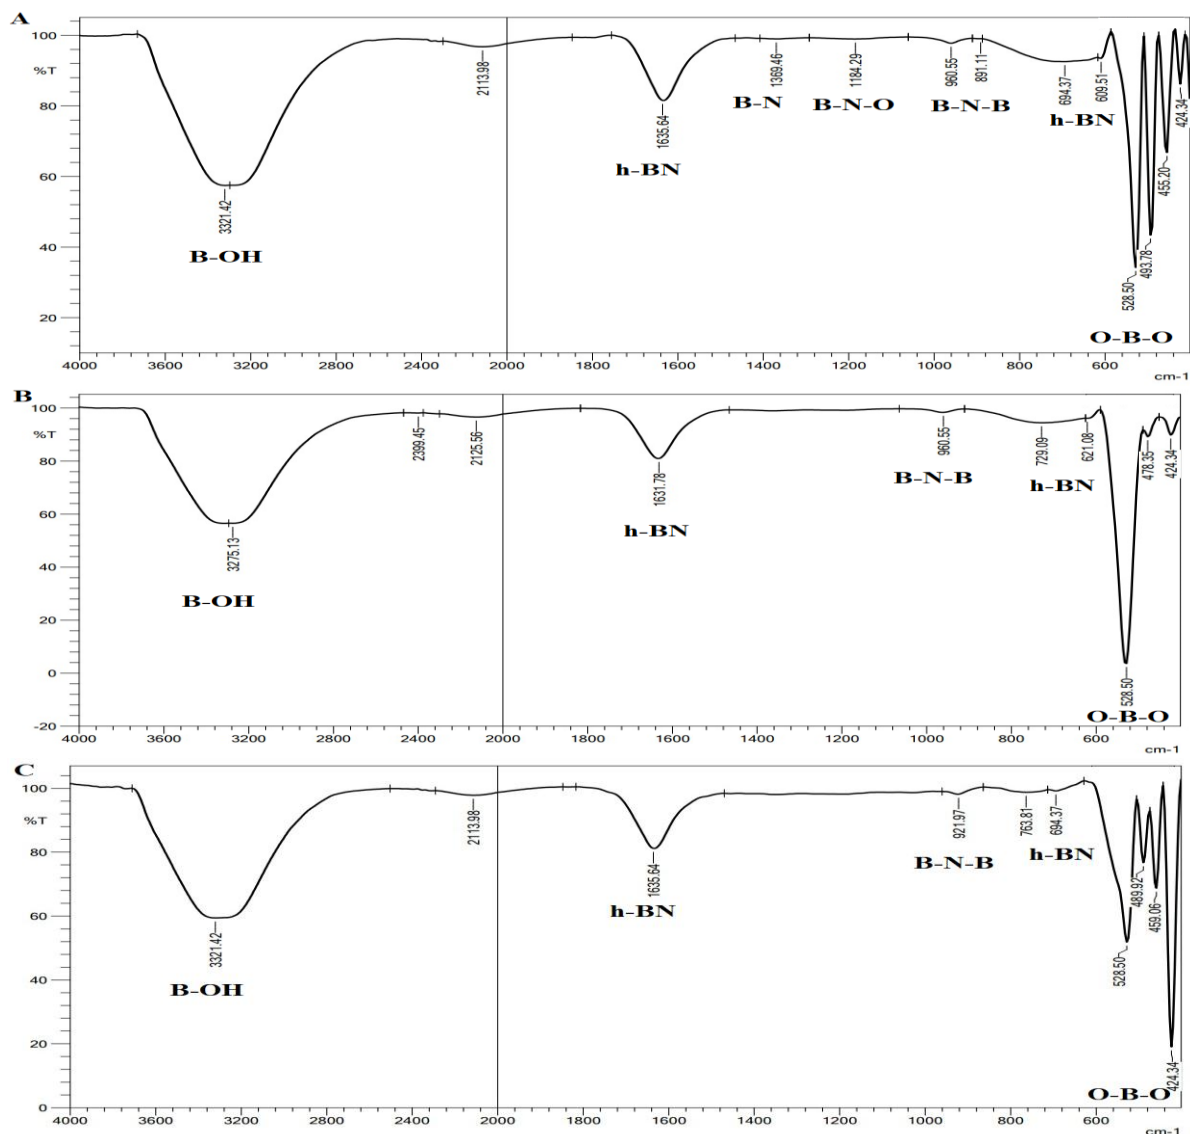 A
100
%T
80
60
40
20
3321.42
B-OH
2113.98
1635.64
h-BN
1369.46
B-N
1184.29
B-N-O
960.55
891.11
B-N-B
694.37
609.51
h-BN
528.50
493.78
455.20
424.34
O-B-O
4000 3600 3200 2800 2400 2000 1800 1600 1400 1200 1000 800 600
cm-1
B
100
%T
80
60
40
20
0
-20
3275.13
B-OH
2399.45
2125.56
1631.78
h-BN
960.55
B-N-B
729.09
621.08
h-BN
528.50
478.35
424.34
O-B-O
4000 3600 3200 2800 2400 2000 1800 1600 1400 1200 1000 800 600
cm-1
C
100
%T
80
60
40
20
0
3321.42
B-OH
2113.98
1635.64
h-BN
921.97
B-N-B
763.81
694.37
h-BN
528.50
489.92
459.06
424.34
O-B-O
4000 3600 3200 2800 2400 2000 1800 1600 1400 1200 1000 800 600
cm-1